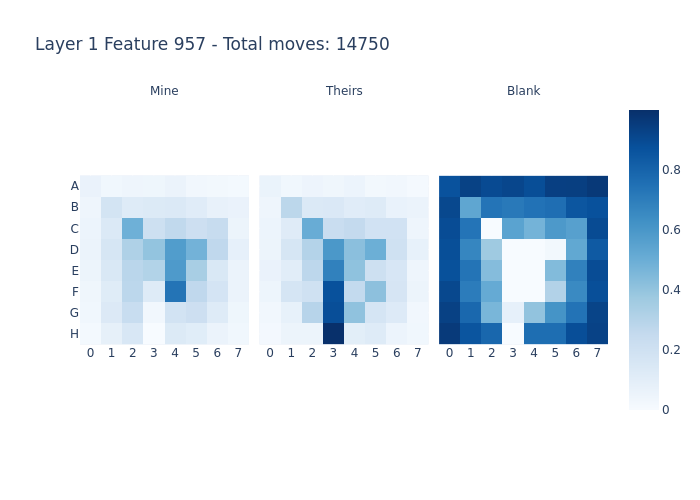 Layer 1 Feature 957 - Total moves: 14750
Mine
Theirs
Blank
A
B
C
D
E
F
G
H
0 1 2 3 4 5 6 7
0 1 2 3 4 5 6 7
0 1 2 3 4 5 6 7
0.8
0.6
0.4
0.2
0